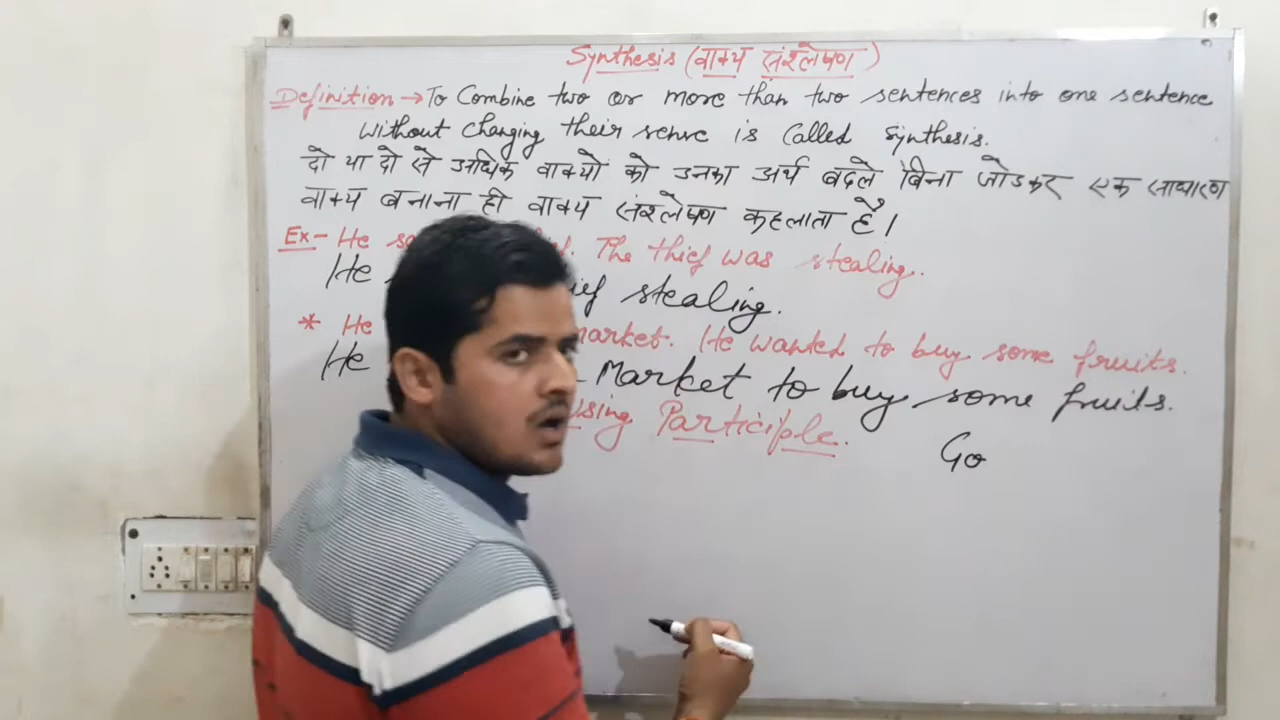 Synthesis (वाक्य संश्लेषण)
Definition → To Combine two or more than two sentences into one sentence
without changing their sense is called synthesis.
दो या दो से अधिक वाक्यो को उनका अर्थ बदले बिना जोडकर एक साधारण
वाक्य बनाना ही वाक्य संश्लेषण कहलाता है।
Ex- He The thief was stealing.
He stealing.
* He market. He wanted to buy some fruits.
He Market to buy some fruits.
Using Participle.
Go